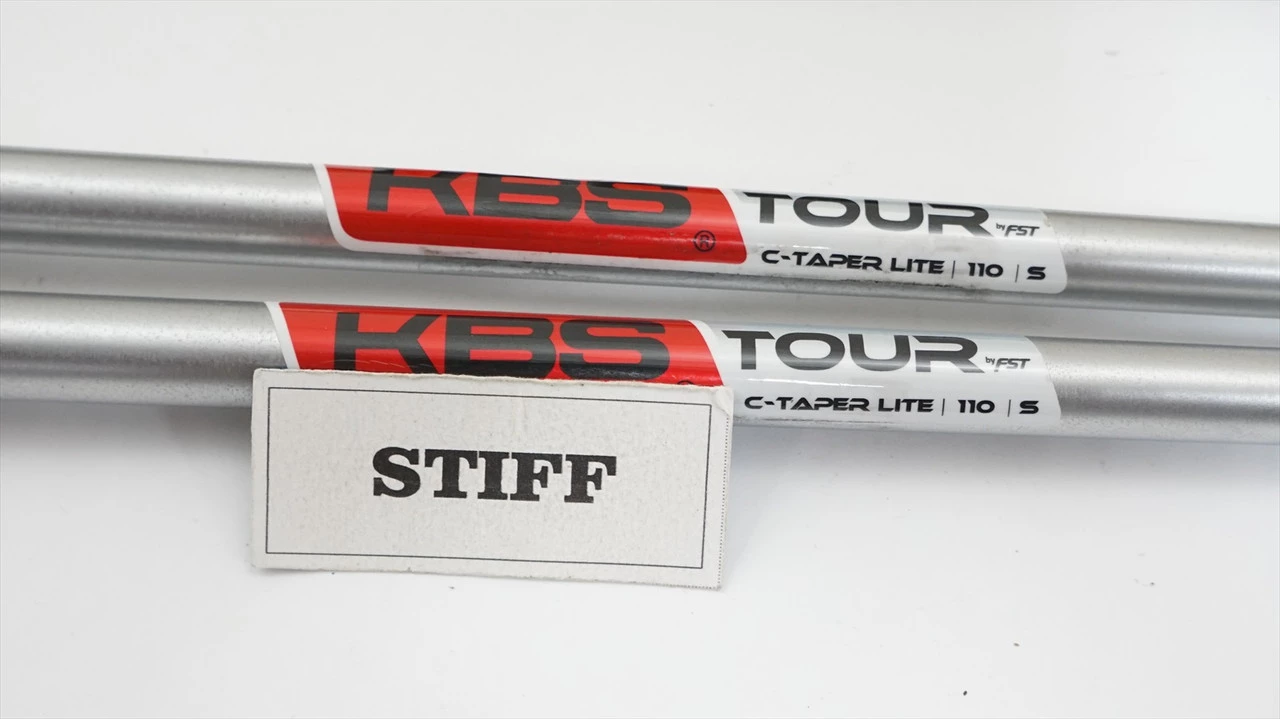 KBS® TOUR by FST
C-TAPER LITE | 110 | S
KBS TOUR by FST
C-TAPER LITE | 110 | S
STIFF